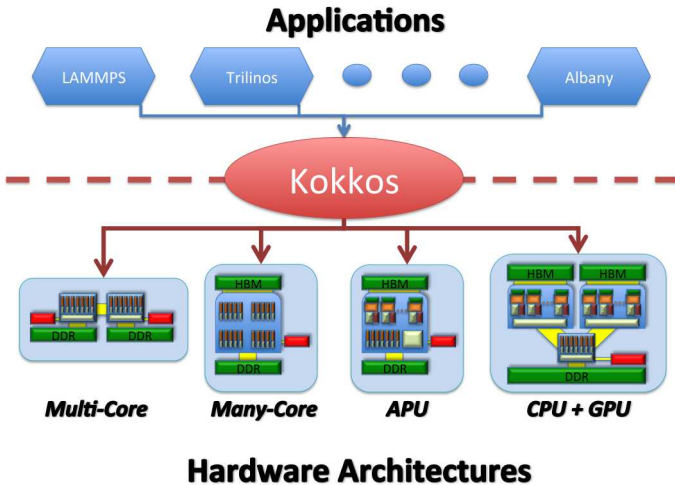 Applications
LAMMPS Trilinos Albany
Kokkos
HBM HBM HBM HBM
DDR DDR DDR DDR DDR
Multi-Core Many-Core APU CPU + GPU
Hardware Architectures